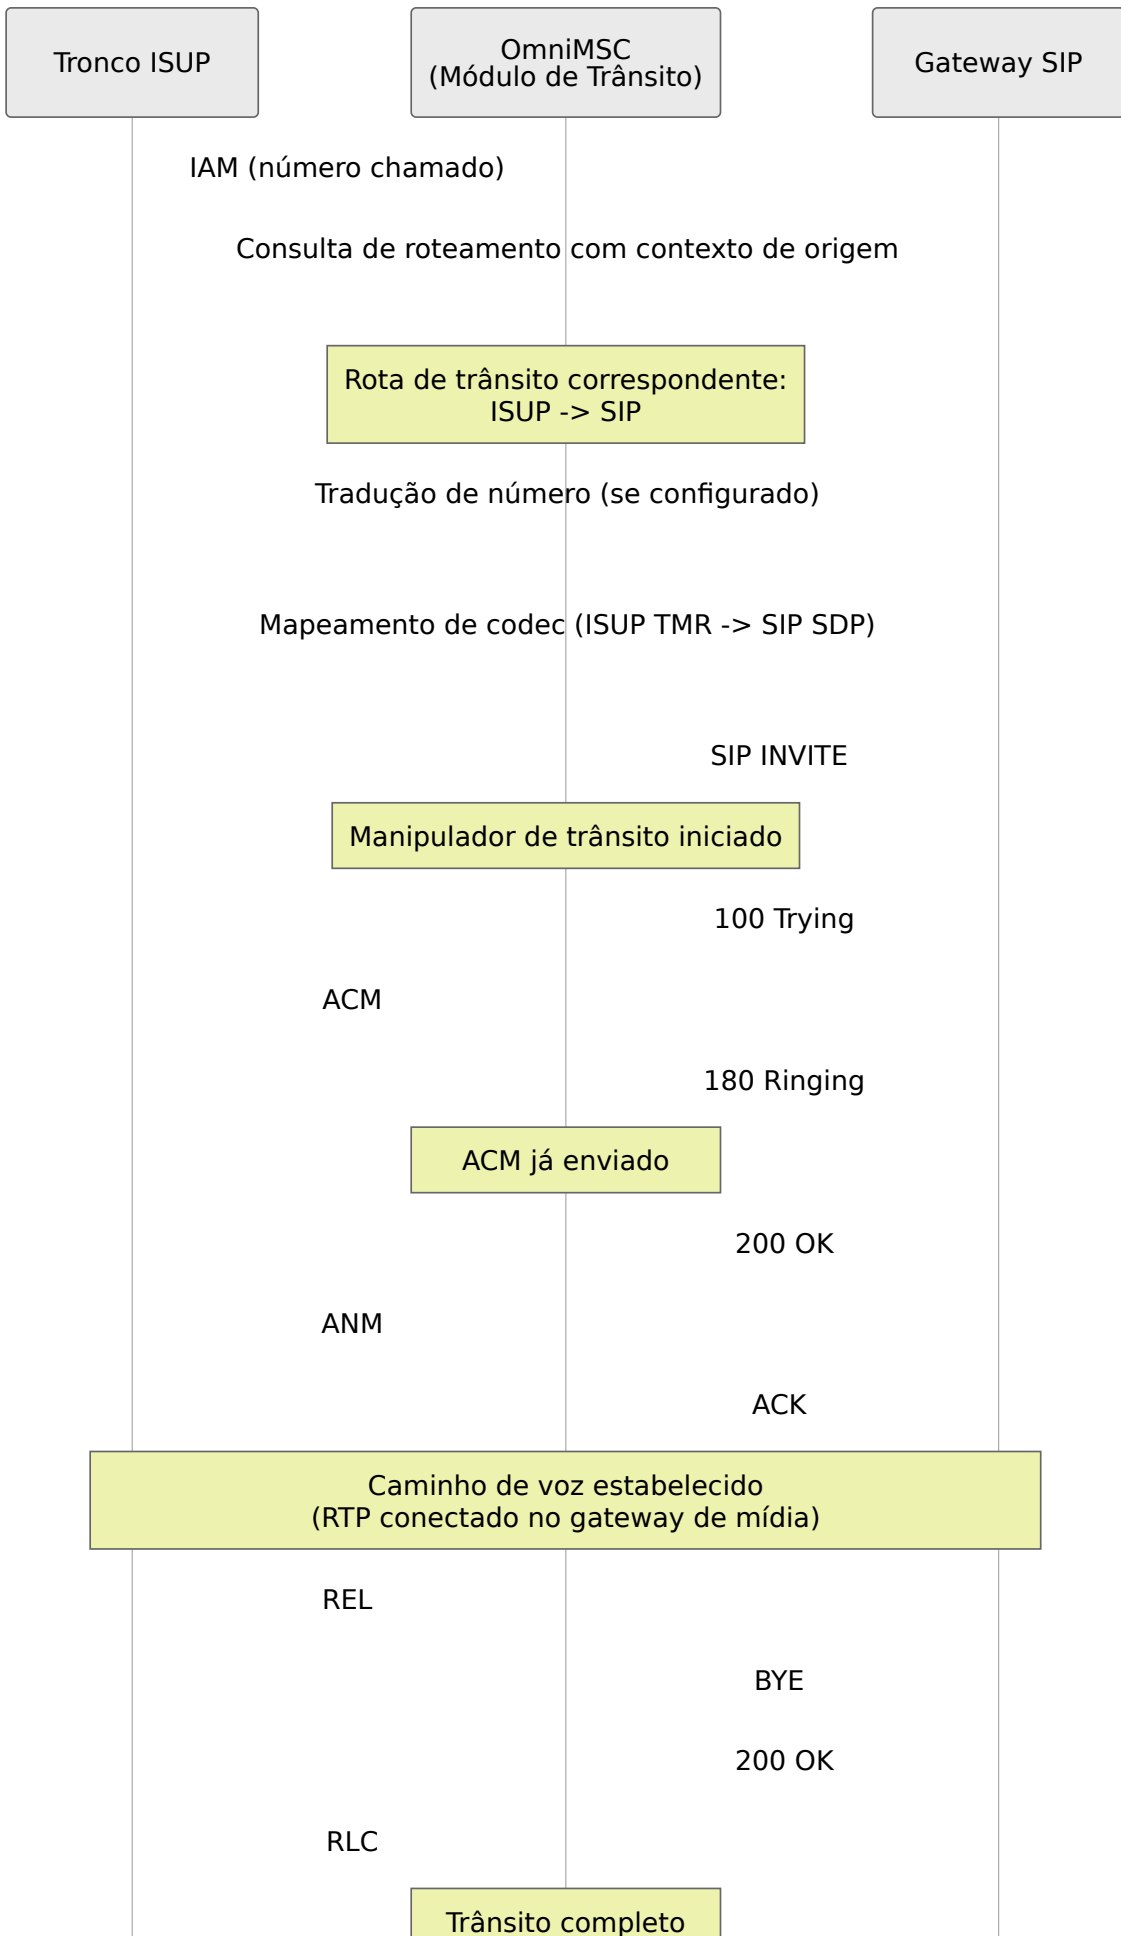 Tronco ISUP
OmniMSC
(Módulo de Trânsito)
Gateway SIP
IAM (número chamado)
Consulta de roteamento com contexto de origem
Rota de trânsito correspondente:
ISUP -> SIP
Tradução de número (se configurado)
Mapeamento de codec (ISUP TMR -> SIP SDP)
SIP INVITE
Manipulador de trânsito iniciado
100 Trying
ACM
180 Ringing
ACM já enviado
200 OK
ANM
ACK
Caminho de voz estabelecido
(RTP conectado no gateway de mídia)
REL
BYE
200 OK
RLC
Trânsito completo